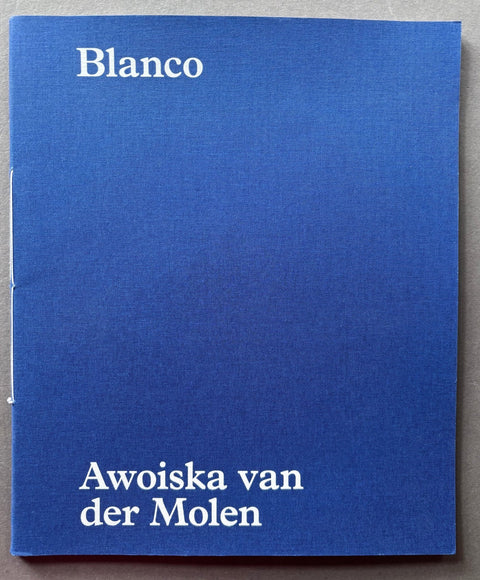 Blanco
Awoiska van
der Molen